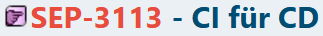 SEP-3113 - CI für CD